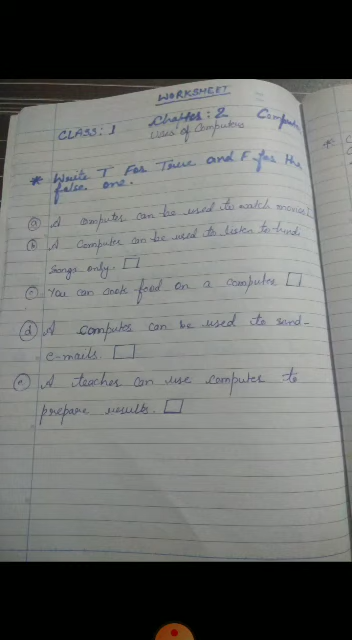 WORKSHEET
CLASS: 1 Chapter: 2 Computer
Uses of Computers
* Write T For True and F for the
false one.
(a) A computer can be used to watch movies
(b) A Computer can be used to listen to hindi
songs only. □
(c) You can cook food on a computer □
(d) A computer can be used to send-
e-mails □
(e) A teacher can use computer to
prepare results. □